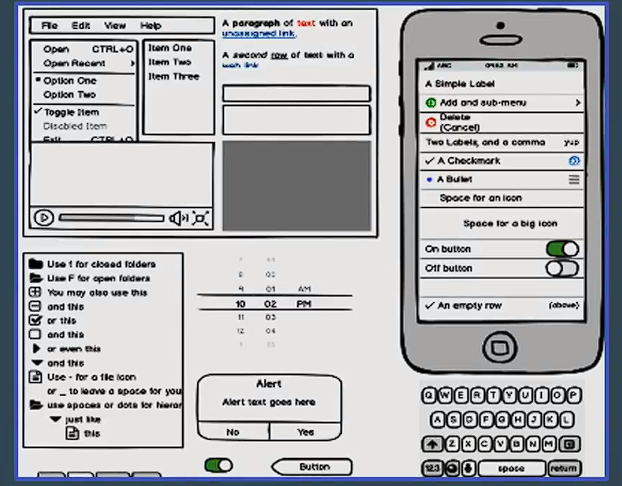 File Edit View Help
Open CTRL+O
Open Recent
Option One
Option Two
Toggle Item
Disabled Item
Exit CTRL+Q
Item One
Item Two
Item Three
A paragraph of text with an
unassigned link.
A second row of text with a
web link
Use f for closed folders
Use F for open folders
You may also use this
and this
or this
and this
or even this
and this
Use - for a file icon
or _ to leave a space for you
use spaces or dots for hierar
just like
this
9 01 AM
10 02 PM
11 03
12 04
Alert
Alert text goes here
No Yes
Button
ABC
A Simple Label
Add and sub-menu
Delete
(Cancel)
Two Labels, and a comma yup
A Checkmark
A Bullet
Space for an icon
Space for a big icon
On button
Off button
An empty row (above)
Q W E R T Y U I O P
A S D F G H J K L
Z X C V B N M
123 space return